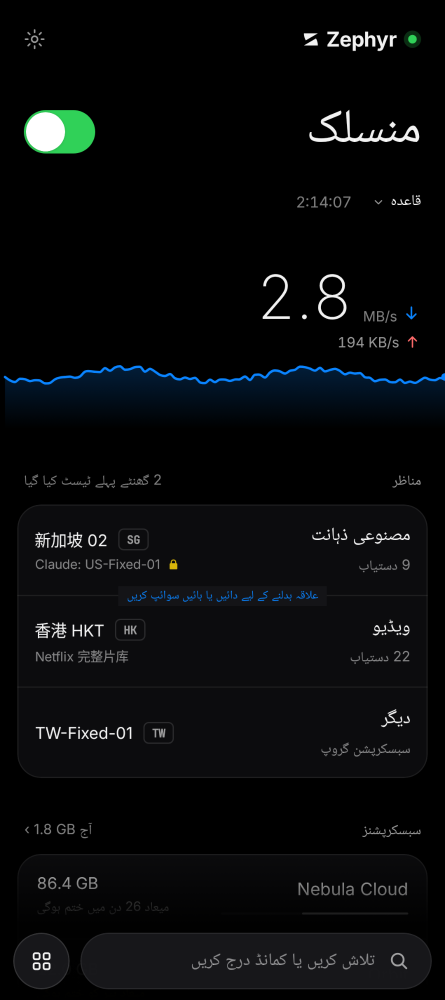 Zephyr
منسلک
قاعدہ
2:14:07
2.8 MB/s
194 KB/s
مناظر
2 گھنٹے پہلے ٹیسٹ کیا گیا
مصنوعی ذہانت
新加坡 02 SG
9 دستیاب
Claude: US-Fixed-01
علاقہ بدلنے کے لیے دائیں یا بائیں سوائپ کریں
ویڈیو
香港 HKT HK
22 دستیاب
Netflix 完整片库
دیگر
TW-Fixed-01 TW
سبسکرپشن گروپ
سبسکرپشنز
آج 1.8 GB ›
Nebula Cloud
86.4 GB
میعاد 26 دن میں ختم ہوگی
تلاش کریں یا کمانڈ درج کریں